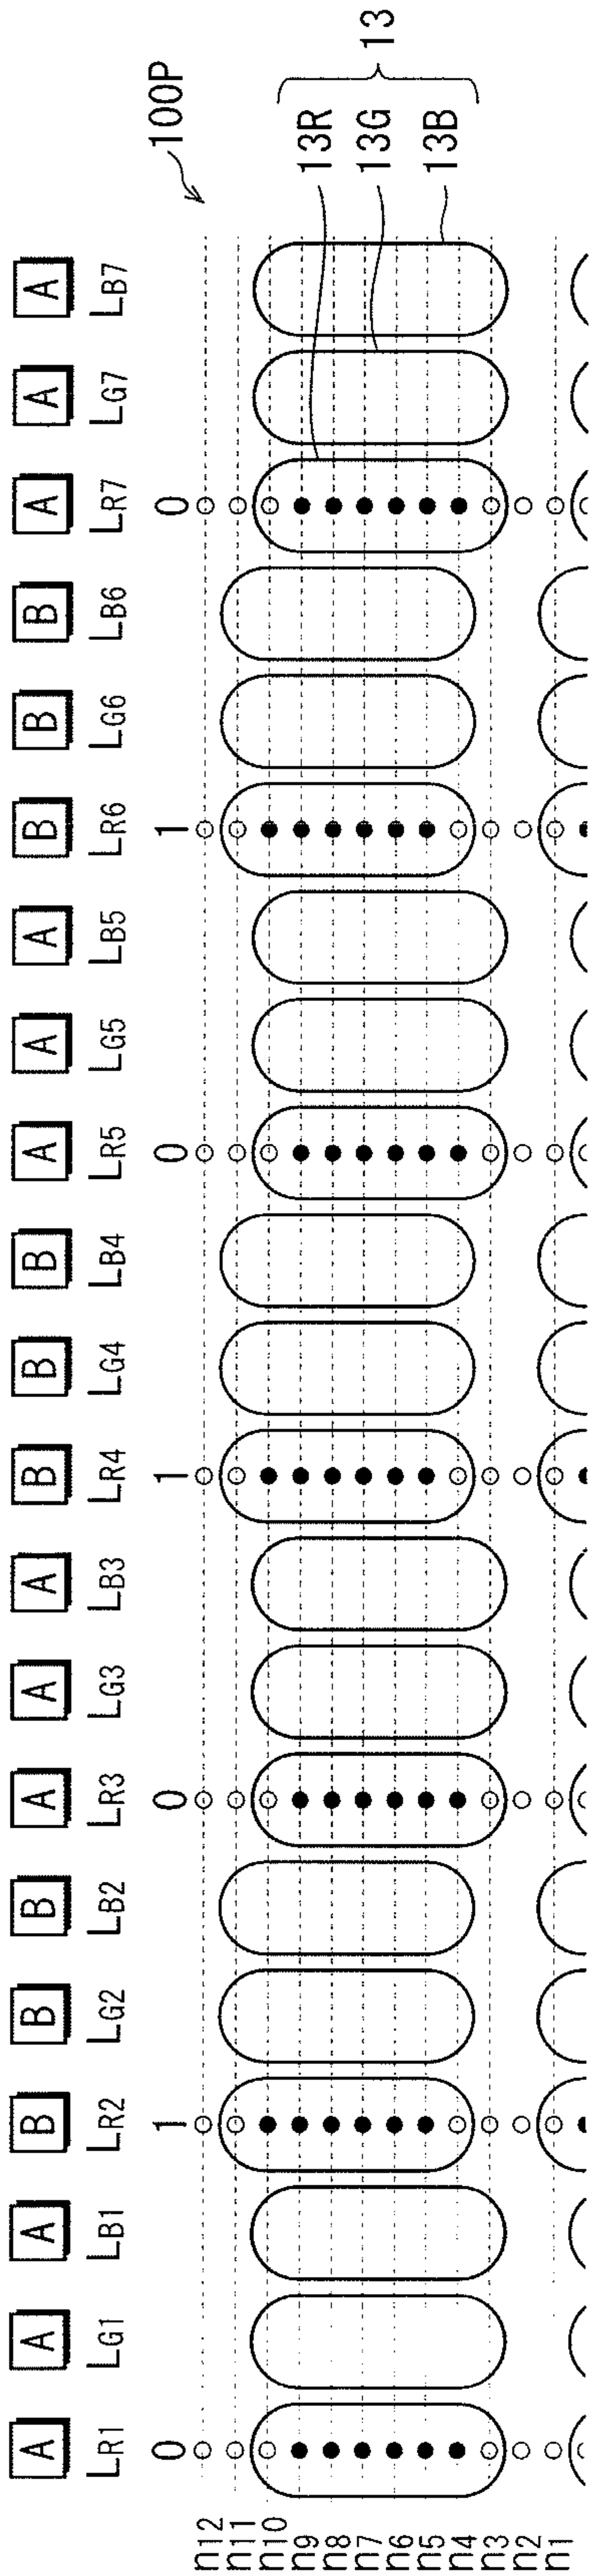 A A A B B B A A A B B B A A A B B B A A A
LR1 LG1 LB1 LR2 LG2 LB2 LR3 LG3 LB3 LR4 LG4 LB4 LR5 LG5 LB5 LR6 LG6 LB6 LR7 LG7 LB7
0 1 0 1 0 1 0
100P
n12
n11
n10
n9
n8
n7
n6
n5
n4
n3
n2
n1
13R
13G
13B
13